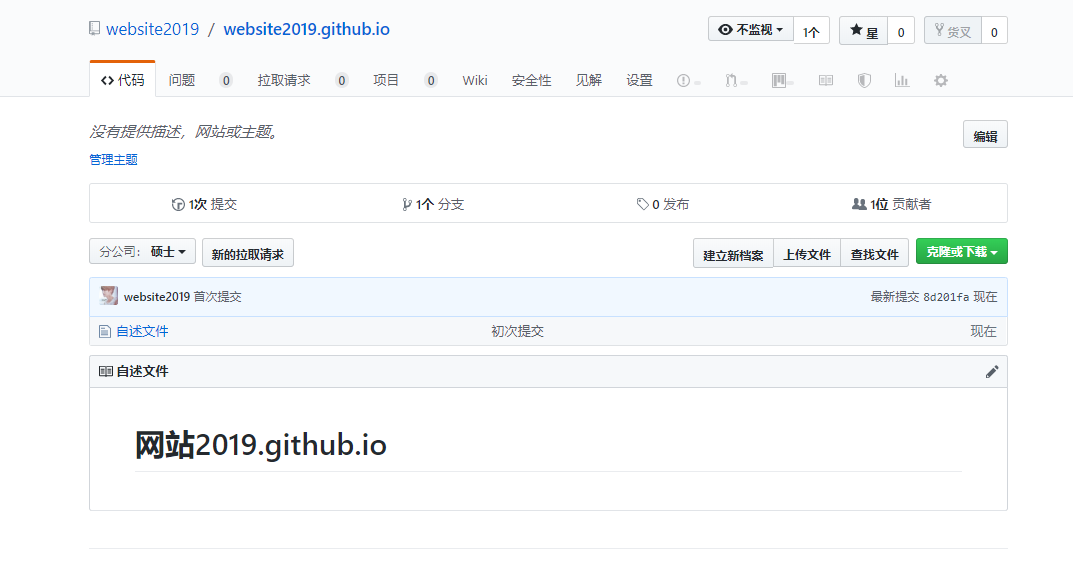 website2019 / website2019.github.io 不监视 1个 星 0 货叉 0
代码 问题 0 拉取请求 0 项目 0 Wiki 安全性 见解 设置
没有提供描述，网站或主题。 编辑
管理主题
1次 提交 1个 分支 0 发布 1位 贡献者
分公司： 硕士 新的拉取请求 建立新档案 上传文件 查找文件 克隆或下载
website2019 首次提交 最新提交 8d201fa 现在
自述文件 初次提交 现在
自述文件
网站2019.github.io